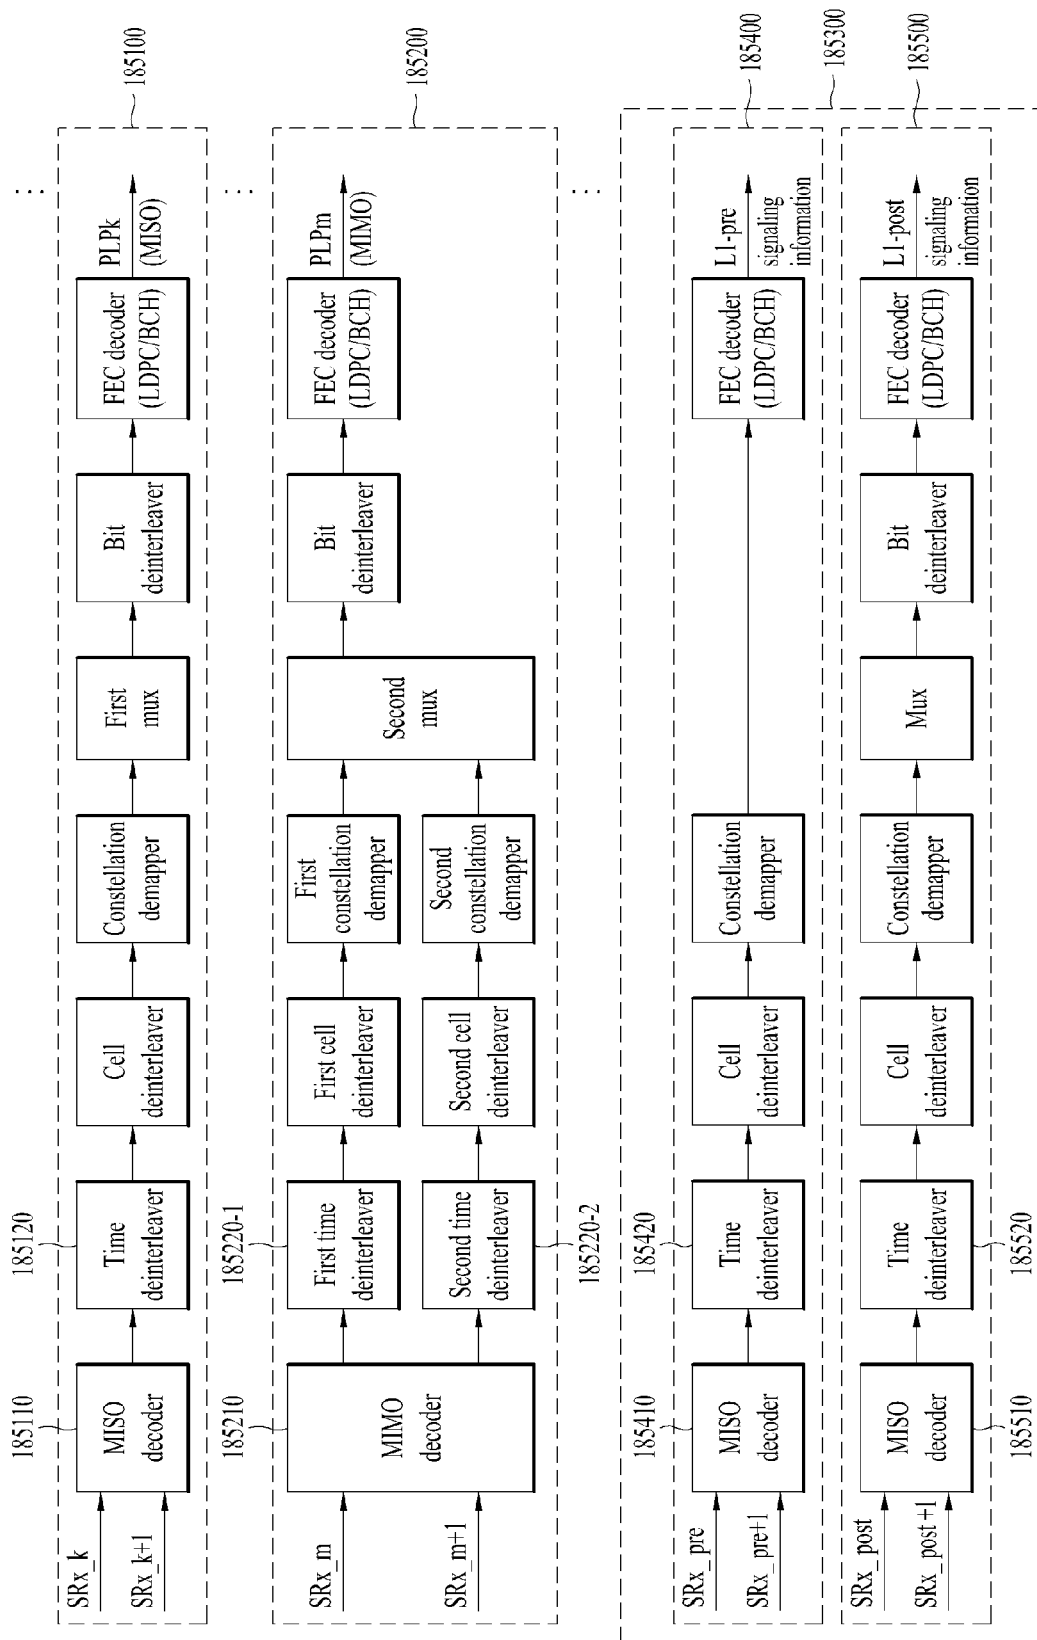 185110
185120
185100
SRx_k
SRx_k+1
MISO
decoder
Time
deinterleaver
Cell
deinterleaver
Constellation
demapper
First
mux
Bit
deinterleaver
FEC decoder
(LDPC/BCH)
PLPk
(MISO)
...
185210
185220-1
185200
SRx_m
SRx_m+1
MIMO
decoder
First time
deinterleaver
First cell
deinterleaver
First
constellation
demapper
Second time
deinterleaver
Second cell
deinterleaver
Second
constellation
demapper
Second
mux
Bit
deinterleaver
FEC decoder
(LDPC/BCH)
PLPm
(MIMO)
...
185220-2
...
185410
185420
185400
SRx_pre
SRx_pre+1
MISO
decoder
Time
deinterleaver
Cell
deinterleaver
Constellation
demapper
FEC decoder
(LDPC/BCH)
L1-pre
signaling
information
185300
185500
SRx_post
SRx_post+1
MISO
decoder
Time
deinterleaver
Cell
deinterleaver
Constellation
demapper
Mux
Bit
deinterleaver
FEC decoder
(LDPC/BCH)
L1-post
signaling
information
185510
185520